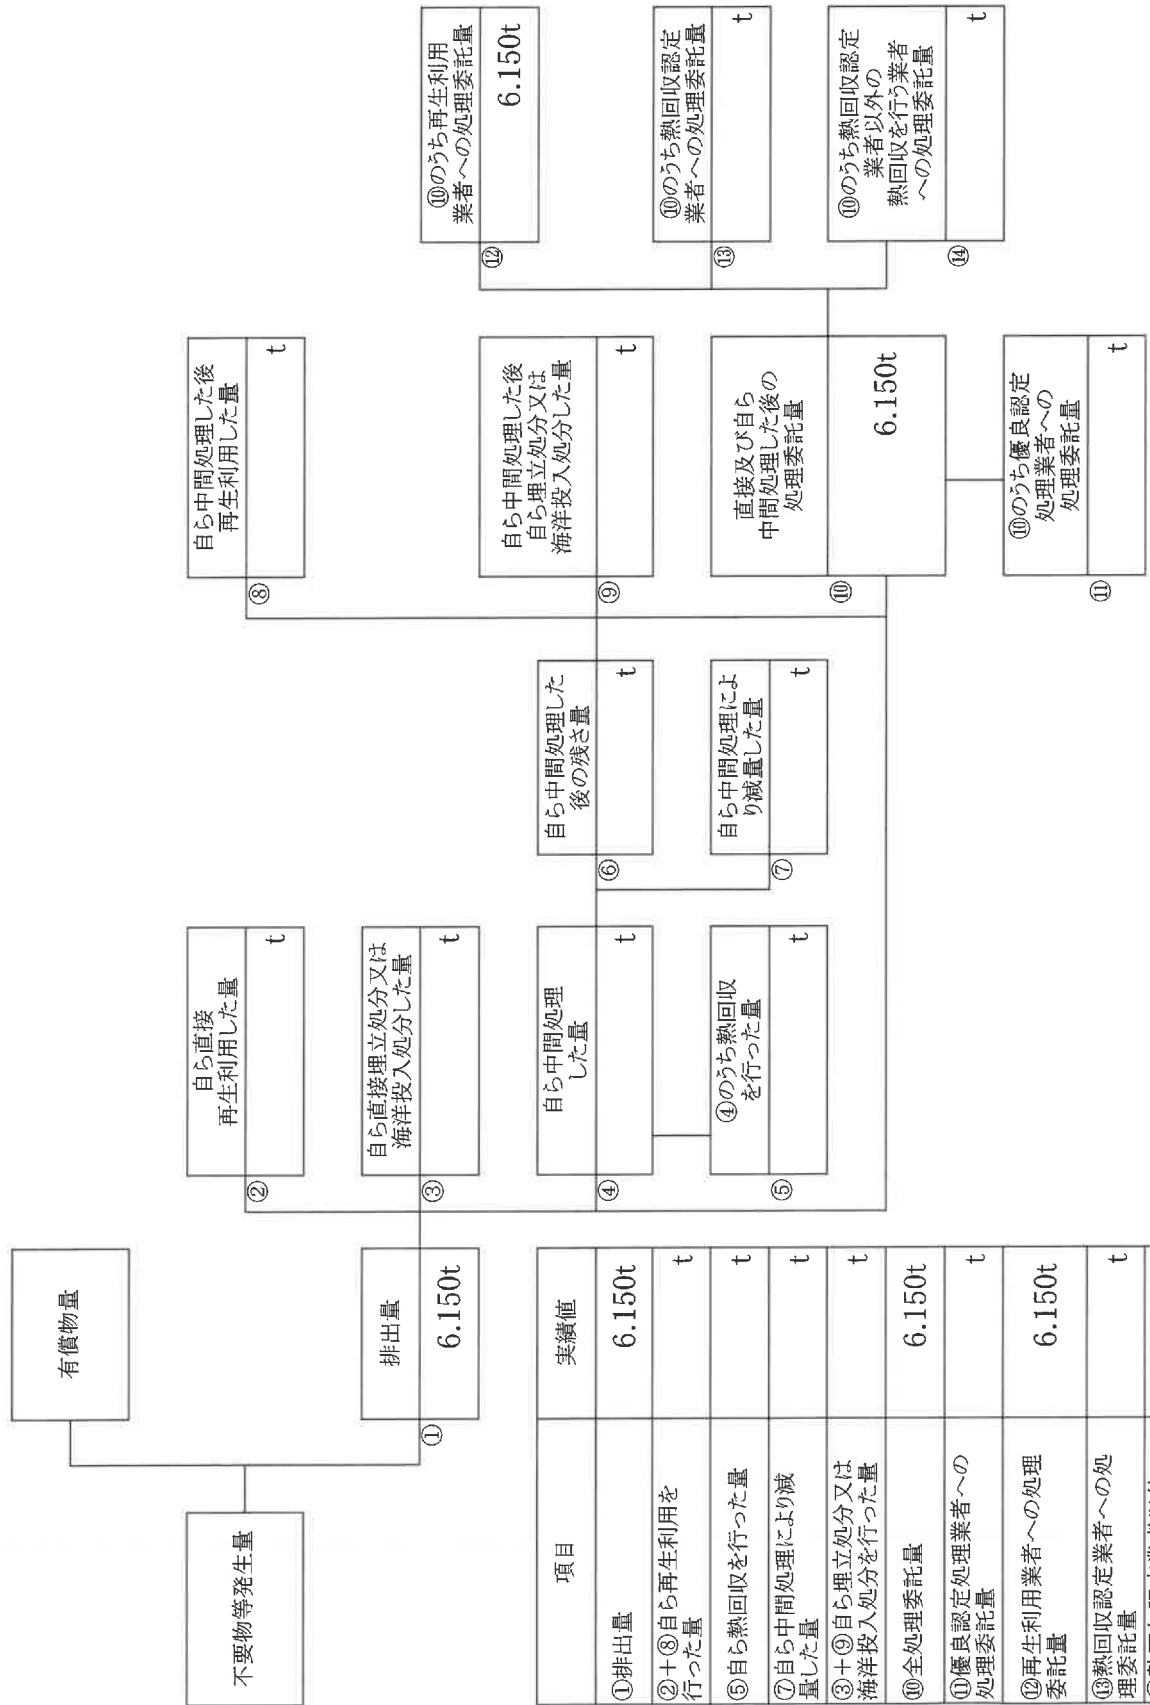 不要物等発生量
有償物量
排出量
①
6.150t
②
自ら直接
再生利用した量
t
③
自ら直接埋立処分又は
海洋投入処分した量
t
④
自ら中間処理
した量
t
⑤
④のうち熱回収
を行った量
t
⑥
自ら中間処理した
後の残さ量
t
⑦
自ら中間処理によ
り減量した量
t
⑧
自ら中間処理した後
再生利用した量
t
⑨
自ら中間処理した後
自ら埋立処分又は
海洋投入処分した量
t
⑩
直接及び自ら
中間処理した後の
処理委託量
6.150t
⑪
⑩のうち優良認定
処理業者への
処理委託量
t
⑫
⑩のうち再生利用
業者への処理委託量
6.150t
⑬
⑩のうち熱回収認定
業者への処理委託量
t
⑭
⑩のうち熱回収認定
業者以外の
熱回収を行う業者
への処理委託量
t
項目 実績値
①排出量 6.150t
②+⑧自ら再生利用を
行った量 t
⑤自ら熱回収を行った量 t
⑦自ら中間処理により減
量した量 t
③+⑨自ら埋立処分又は
海洋投入処分を行った量 t
⑩全処理委託量 6.150t
⑪優良認定処理業者への
処理委託量 t
⑫再生利用業者への処理
委託量 6.150t
⑬熱回収認定業者への処
理委託量 t